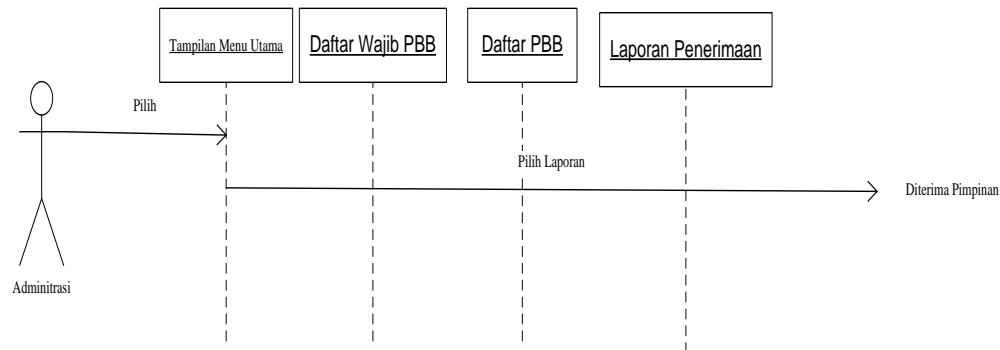 Tampilan Menu Utama
Daftar Wajib PBB
Daftar PBB
Laporan Penerimaan
Pilih
Pilih Laporan
Diterima Pimpinan
Adminitrasi